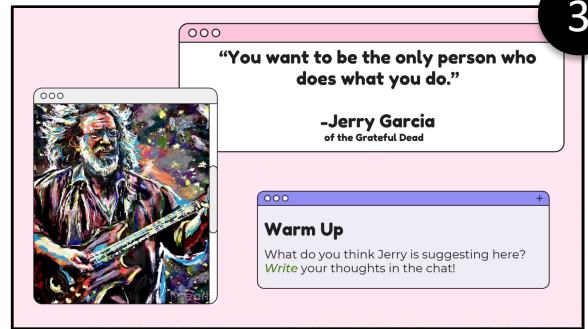 3
“You want to be the only person who
does what you do.”
-Jerry Garcia
of the Grateful Dead
Warm Up
What do you think Jerry is suggesting here?
Write your thoughts in the chat!